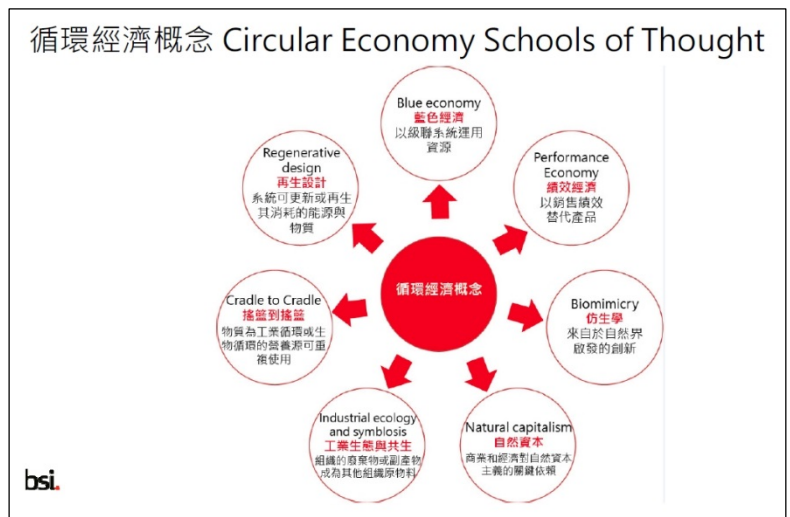 循環經濟概念 Circular Economy Schools of Thought
Blue economy
藍色經濟
以級聯系統運用
資源
Performance
Economy
績效經濟
以銷售績效
替代產品
Biomimicry
仿生學
來自於自然界
啟發的創新
Natural capitalism
自然資本
商業和經濟對自然資本
主義的關鍵依賴
Industrial ecology
and symblosis
工業生態與共生
組織的廢棄物或副產物
成為其他組織原物料
Cradle to Cradle
搖籃到搖籃
物質為工業循環或生
物循環的營養源可重
複使用
Regenerative
design
再生設計
系統可更新或再生
其消耗的能源與
物質
循環經濟概念
bsi.